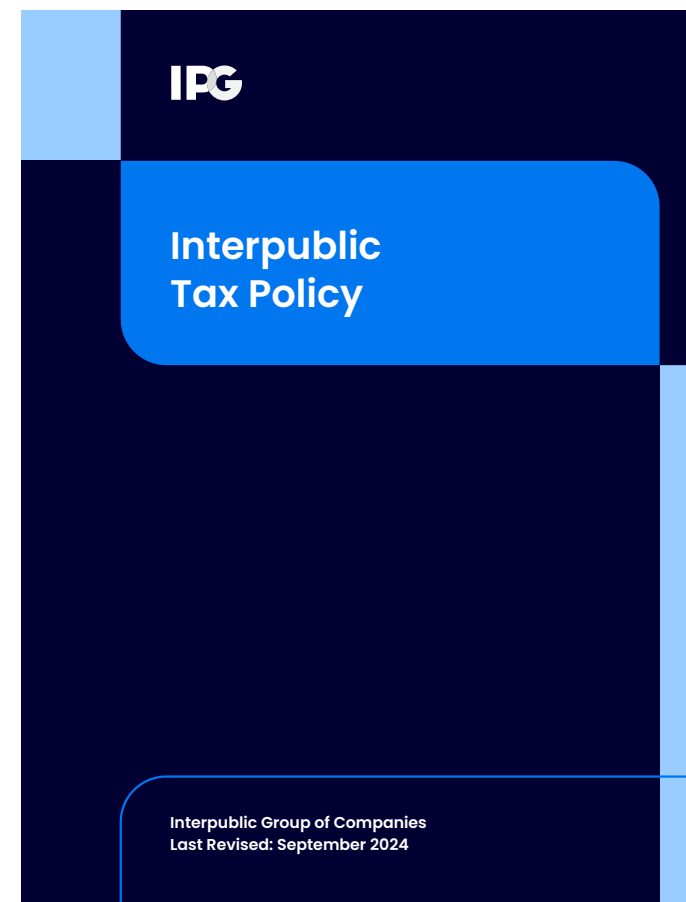 IPG
Interpublic
Tax Policy
Interpublic Group of Companies
Last Revised: September 2024